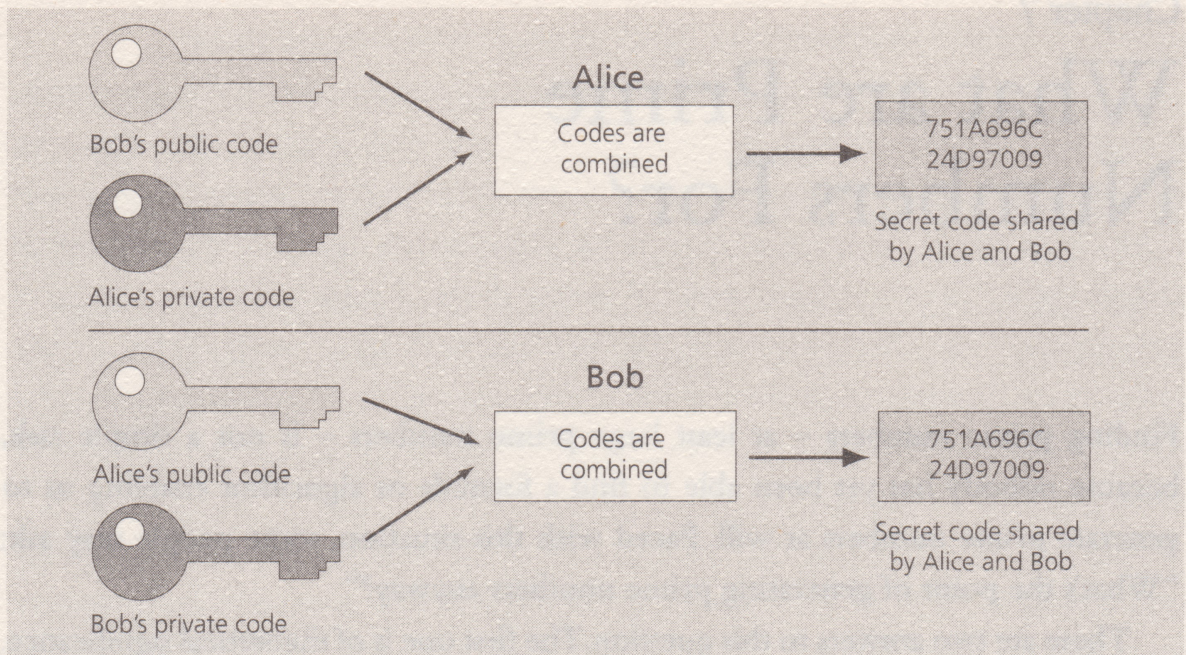 Alice
Bob's public code
Codes are
combined
751A696C
24D97009
Alice's private code
Secret code shared
by Alice and Bob
Bob
Alice's public code
Codes are
combined
751A696C
24D97009
Bob's private code
Secret code shared
by Alice and Bob